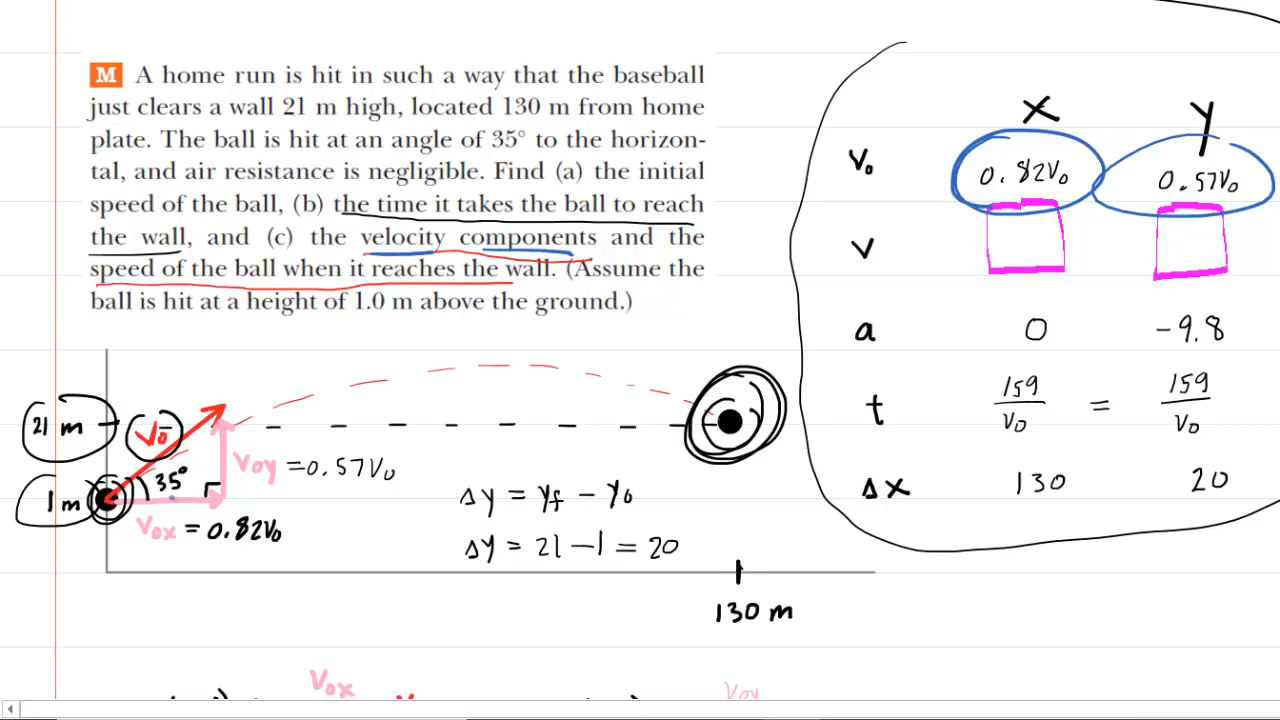 M A home run is hit in such a way that the baseball
just clears a wall 21 m high, located 130 m from home
plate. The ball is hit at an angle of 35° to the horizon-
tal, and air resistance is negligible. Find (a) the initial
speed of the ball, (b) the time it takes the ball to reach
the wall, and (c) the velocity components and the
speed of the ball when it reaches the wall. (Assume the
ball is hit at a height of 1.0 m above the ground.)
x y
v₀ 0.82v₀ 0.57v₀
v
a 0 -9.8
t 159/v₀ = 159/v₀
Δx 130 20
21 m
v₀
35°
1 m
v₀y = 0.57v₀
v₀x = 0.82v₀
Δy = yf - y₀
Δy = 21 - 1 = 20
130 m
v₀x
v₀y